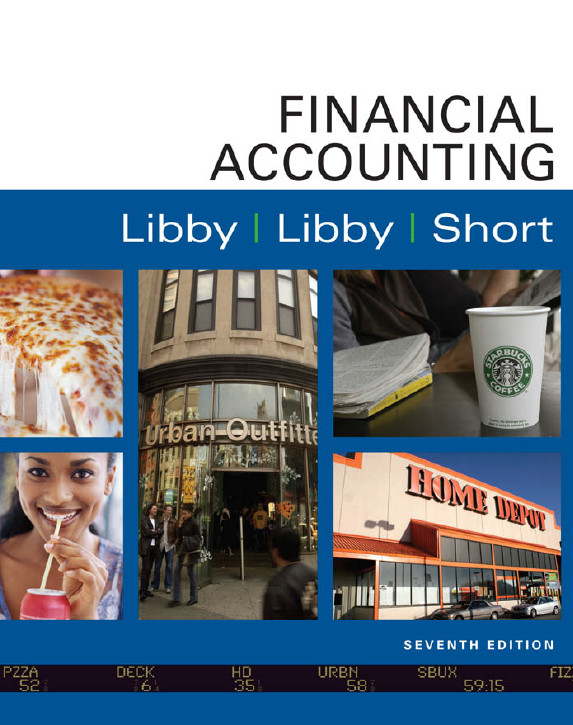 FINANCIAL
ACCOUNTING
Libby | Libby | Short
Urban Outfitte
STARBUCKS
COFFEE
HOME DEPOT
SEVENTH EDITION
PZZA DECK HD URBN SBUX FIZ
52 6 35 58 59:15